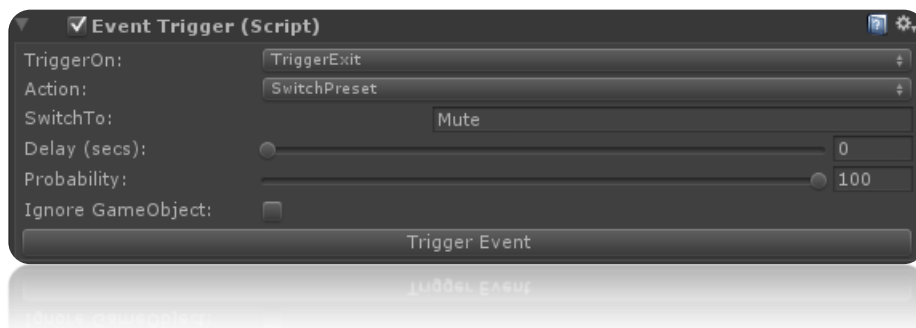 Event Trigger (Script)
TriggerOn: TriggerExit
Action: SwitchPreset
SwitchTo: Mute
Delay (secs): 0
Probability: 100
Ignore GameObject:
Trigger Event